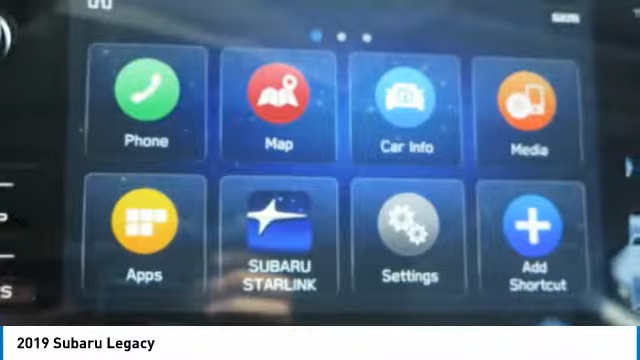 Phone
Map
Car Info
Media
Apps
SUBARU
STARLINK
Settings
Add
Shortcut
2019 Subaru Legacy